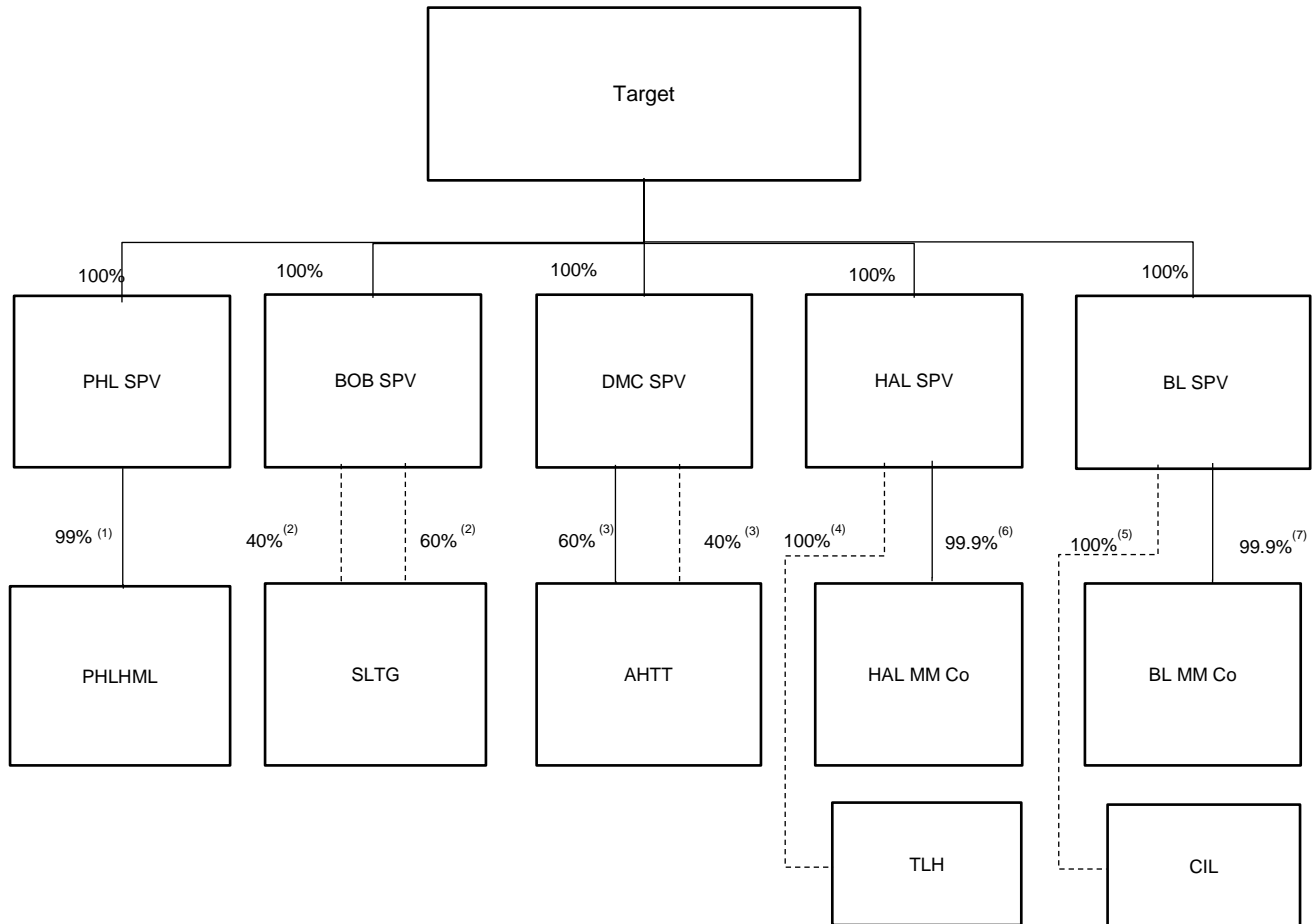 Target
100%
100%
100%
100%
100%
PHL SPV
BOB SPV
DMC SPV
HAL SPV
BL SPV
99% (1)
40%(2)
60% (2)
60% (3)
40% (3)
100%(4)
99.9%(6)
100%(5)
99.9%(7)
PHLHML
SLTG
AHTT
HAL MM Co
BL MM Co
TLH
CIL